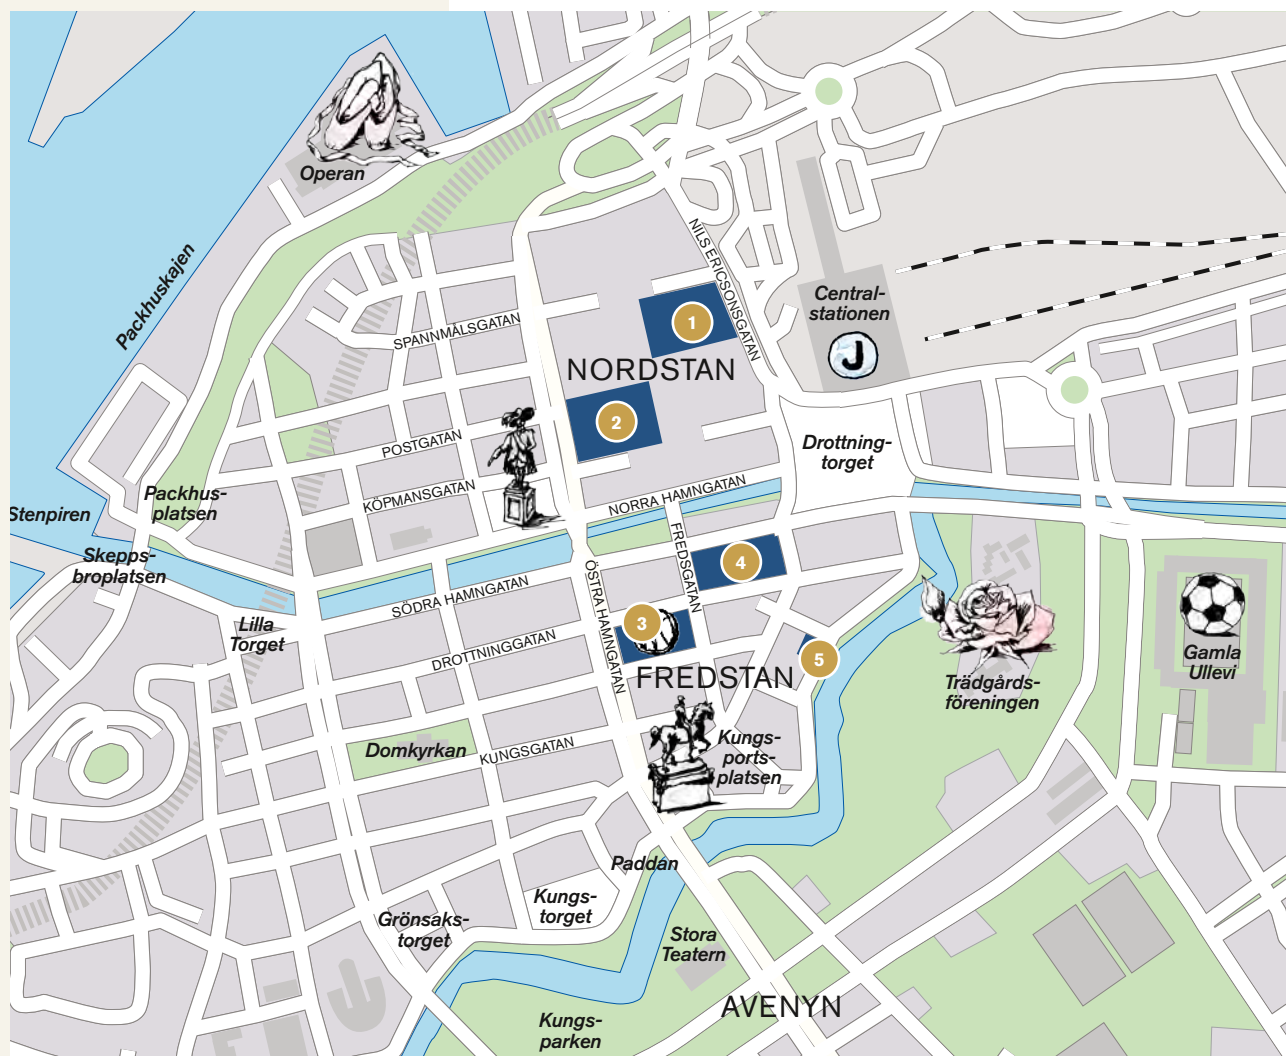 Operan
Packhuskajen
NILS ERICSONSGATAN
Central-
stationen
J
SPANNMÅLSGATAN
1
NORDSTAN
2
POSTGATAN
Drottning-
torget
KÖPMANSGATAN
NORRA HAMNGATAN
Packhus-
platsen
Stenpiren
Skepps-
broplatsen
FREDSGATAN
4
ÖSTRA HAMNGATAN
SÖDRA HAMNGATAN
3
Lilla
Torget
DROTTNINGGATAN
5
FREDSTAN
Gamla
Ullevi
Trädgårds-
föreningen
Domkyrkan
KUNGSGATAN
Kungs-
ports-
platsen
Paddan
Kungs-
torget
Grönsaks-
torget
Stora
Teatern
AVENYN
Kungs-
parken